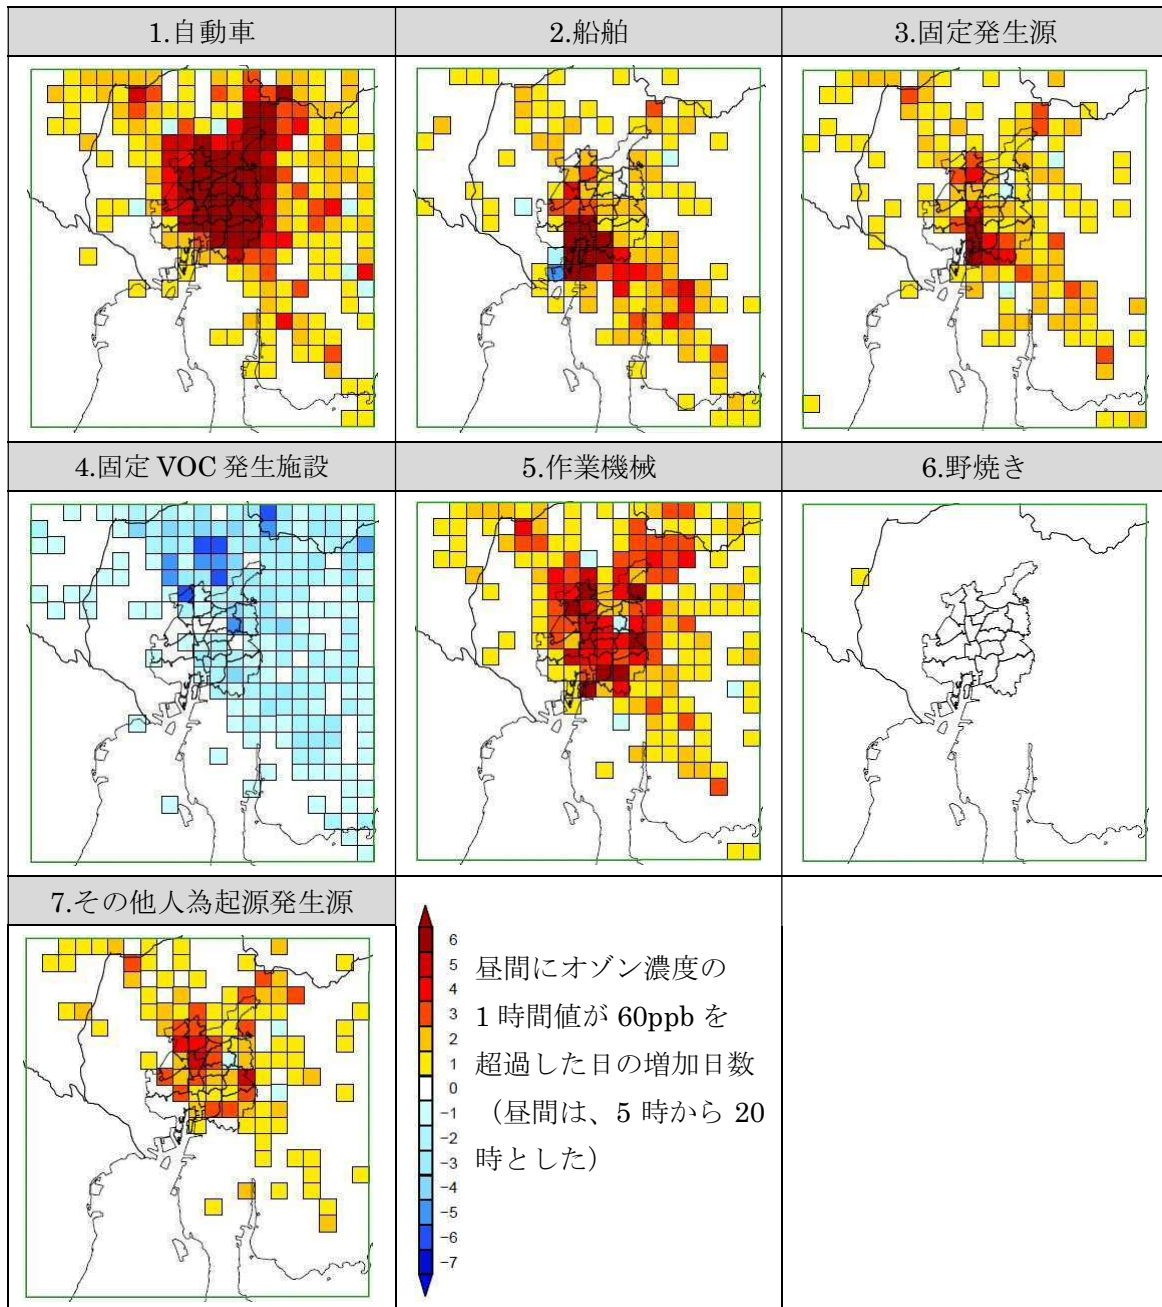 1.自動車
2.船舶
3.固定発生源
4.固定 VOC 発生施設
5.作業機械
6.野焼き
7.その他人為起源発生源
6
5
4
3
2
1
0
−1
−2
−3
−4
−5
−6
−7
昼間にオゾン濃度の
1 時間値が 60ppb を
超過した日の増加日数
（昼間は、5 時から 20
時とした）